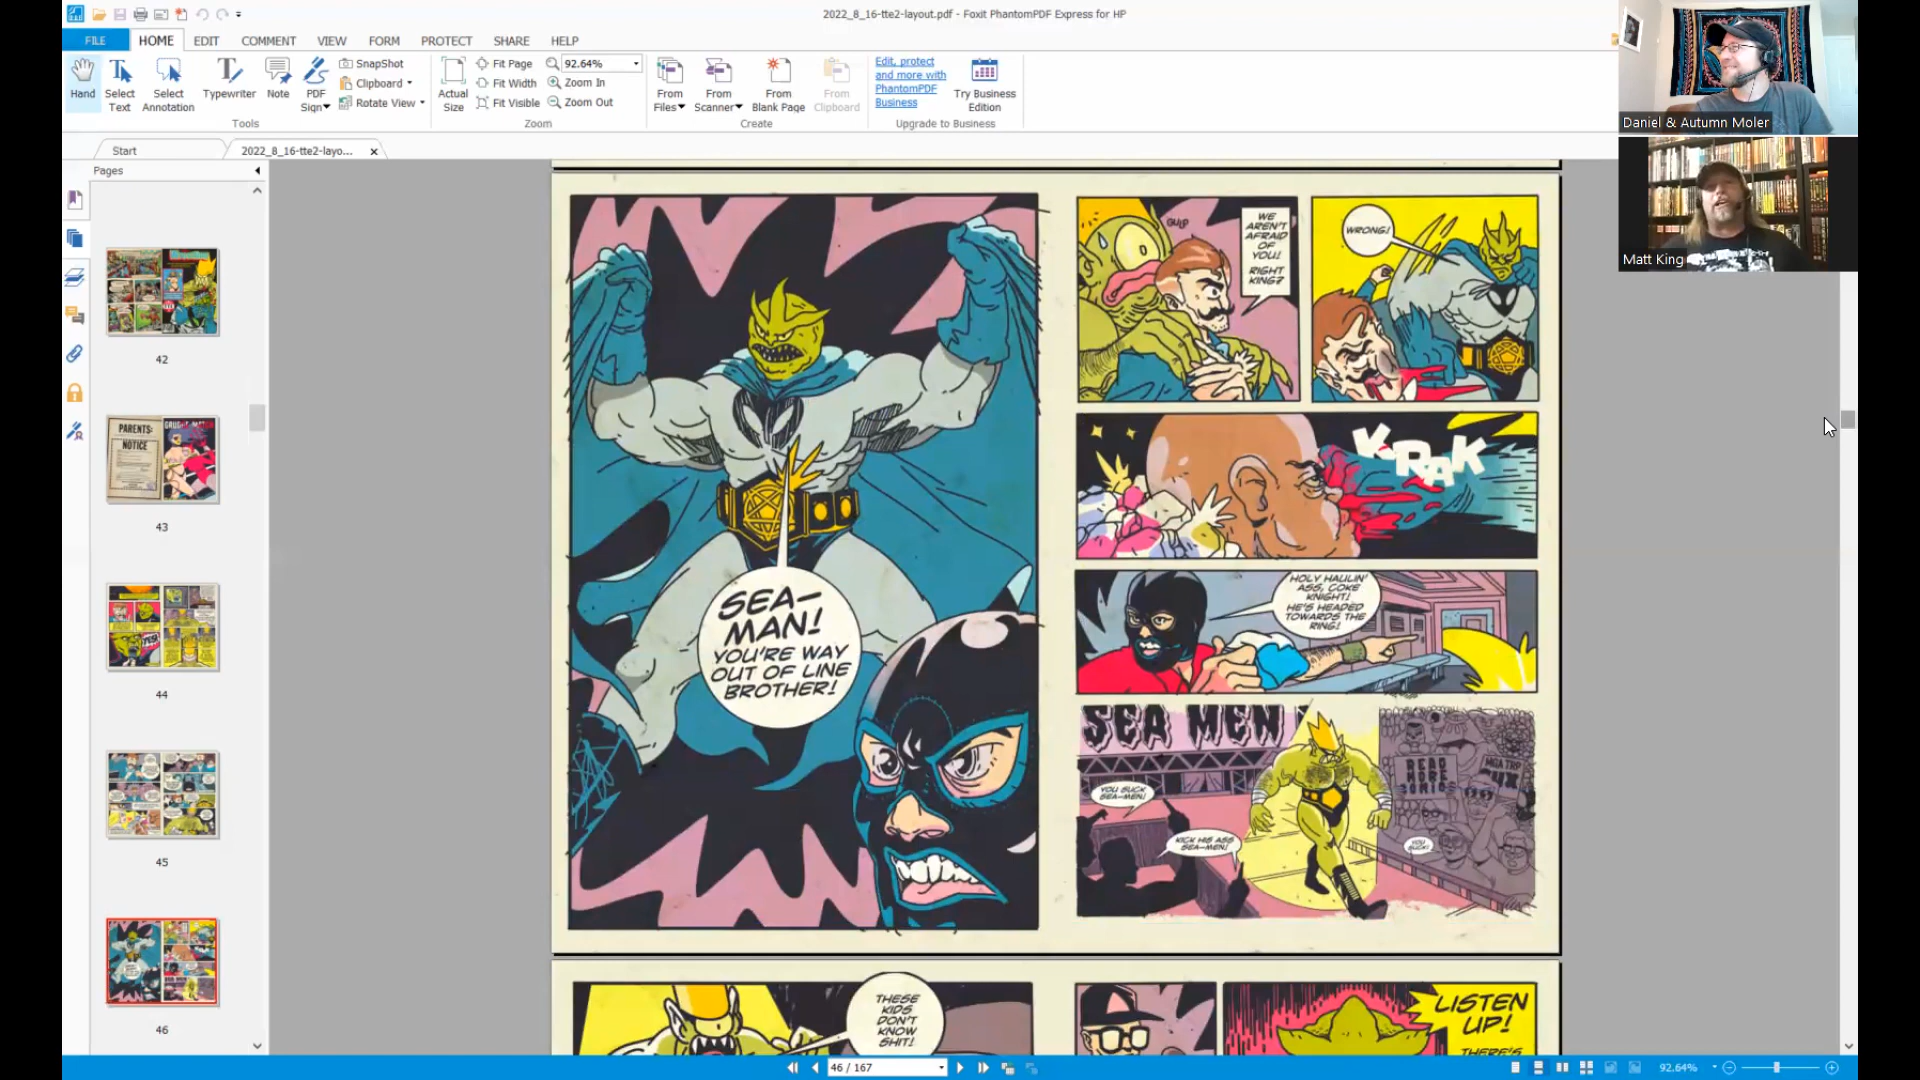 2022_8_16-tte2-layout.pdf - Foxit PhantomPDF Express for HP
FILE HOME EDIT COMMENT VIEW FORM PROTECT SHARE HELP
Hand
Select
Text
Select
Annotation
Typewriter
Note
PDF
Sign
SnapShot
Clipboard
Rotate View
Tools
Actual
Size
Fit Page
Fit Width
Fit Visible
92.64%
Zoom In
Zoom Out
Zoom
From
Files
From
Scanner
From
Blank Page
From
Clipboard
Create
Edit, protect
and more with
PhantomPDF
Business
Try Business
Edition
Upgrade to Business
Daniel & Autumn Moler
Matt King
Start
2022_8_16-tte2-layo...
Pages
42
PARENTS:
NOTICE
43
44
45
46
SEA-
MAN!
YOU'RE WAY
OUT OF LINE
BROTHER!
GULP
WE
AREN'T
AFRAID
OF
YOU!
RIGHT
KING?
WRONG!
KRAK
HOLY HAULIN'
ASS, COKE
KNIGHT!
HE'S HEADED
TOWARDS THE
RING!
SEA MEN
YOU SUCK
SEA-MEN!
KICK HIS ASS
SEA-MEN!
READ
MORE
COMIC
YOU
SUCK!
THESE
KIDS
DON'T
KNOW
SHIT!
LISTEN
UP!
THERE'S
46 / 167
92.64%